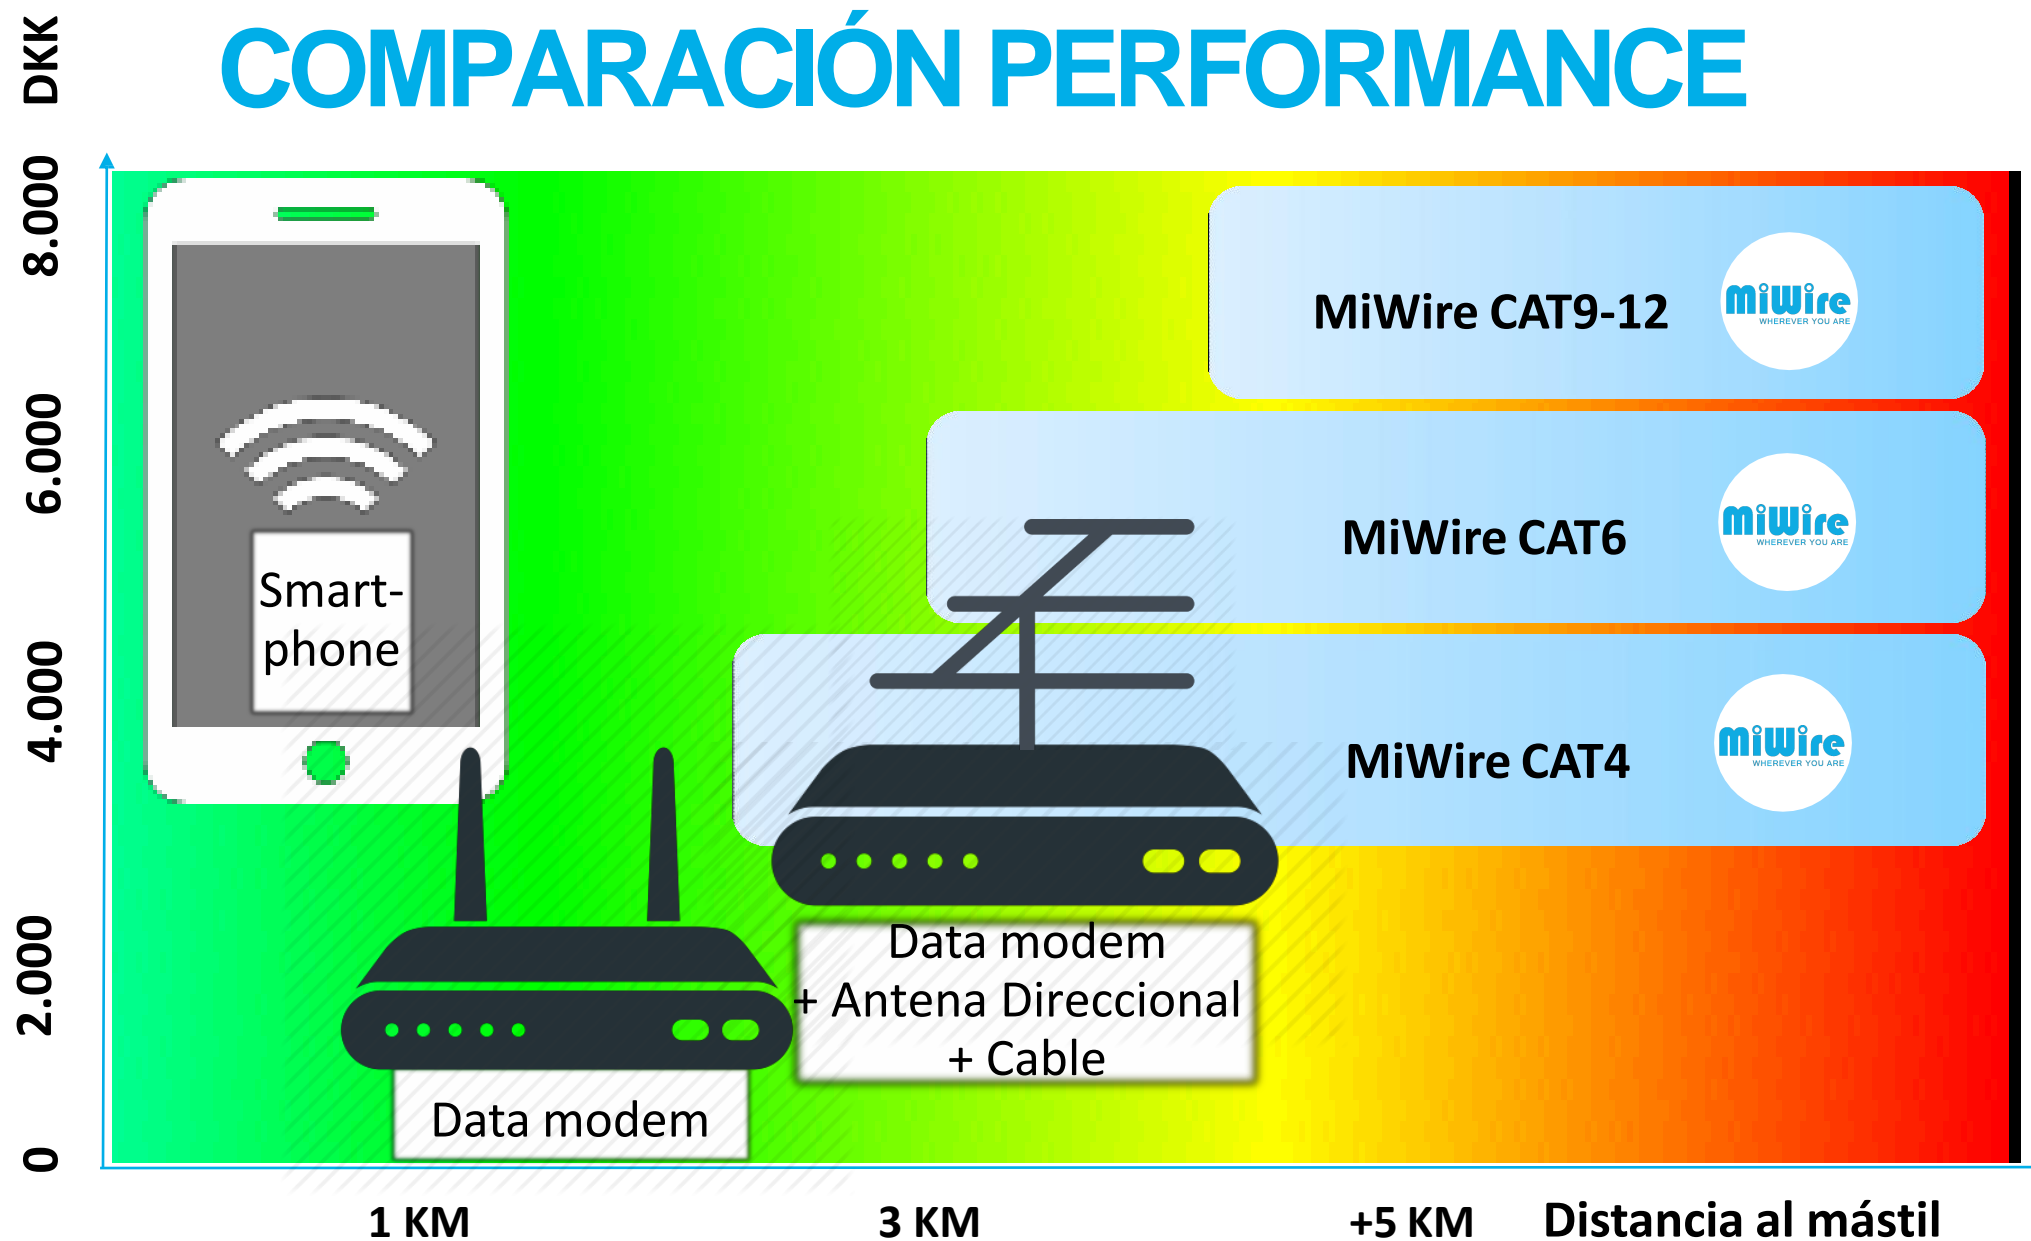 COMPARACIÓN PERFORMANCE
DKK
8.000
6.000
4.000
2.000
0
Smart-
phone
MiWire CAT9-12
MiWire
WHEREVER YOU ARE
MiWire CAT6
MiWire
WHEREVER YOU ARE
MiWire CAT4
MiWire
WHEREVER YOU ARE
Data modem
+ Antena Direccional
+ Cable
Data modem
1 KM
3 KM
+5 KM
Distancia al mástil